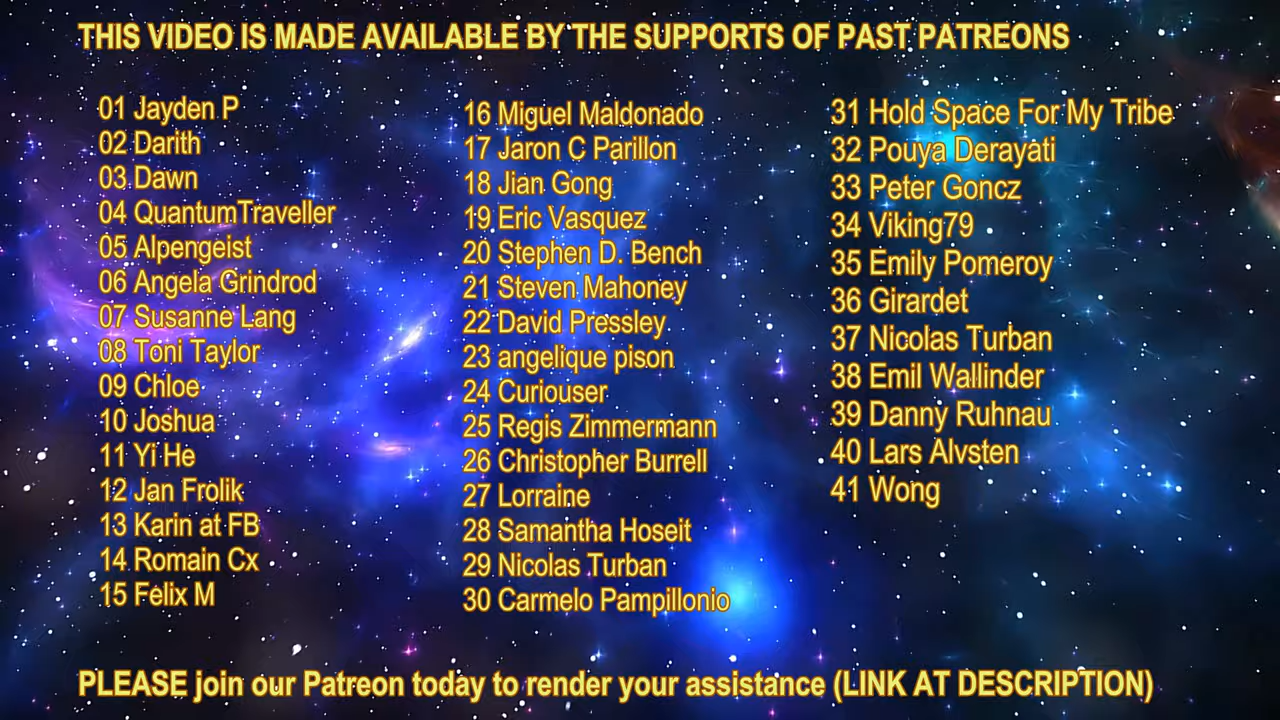 THIS VIDEO IS MADE AVAILABLE BY THE SUPPORTS OF PAST PATREONS
01 Jayden P
02 Darith
03 Dawn
04 QuantumTraveller
05 Alpengeist
06 Angela Grindrod
07 Susanne Lang
08 Toni Taylor
09 Chloe
10 Joshua
11 Yi He
12 Jan Frolik
13 Karin at FB
14 Romain Cx
15 Felix M
16 Miguel Maldonado
17 Jaron C Parillon
18 Jian Gong
19 Eric Vasquez
20 Stephen D. Bench
21 Steven Mahoney
22 David Pressley
23 angelique pison
24 Curiouser
25 Regis Zimmermann
26 Christopher Burrell
27 Lorraine
28 Samantha Hoseit
29 Nicolas Turban
30 Carmelo Pampillonio
31 Hold Space For My Tribe
32 Pouya Derayati
33 Peter Goncz
34 Viking79
35 Emily Pomeroy
36 Girardet
37 Nicolas Turban
38 Emil Wallinder
39 Danny Ruhnau
40 Lars Alvsten
41 Wong
PLEASE join our Patreon today to render your assistance (LINK AT DESCRIPTION)